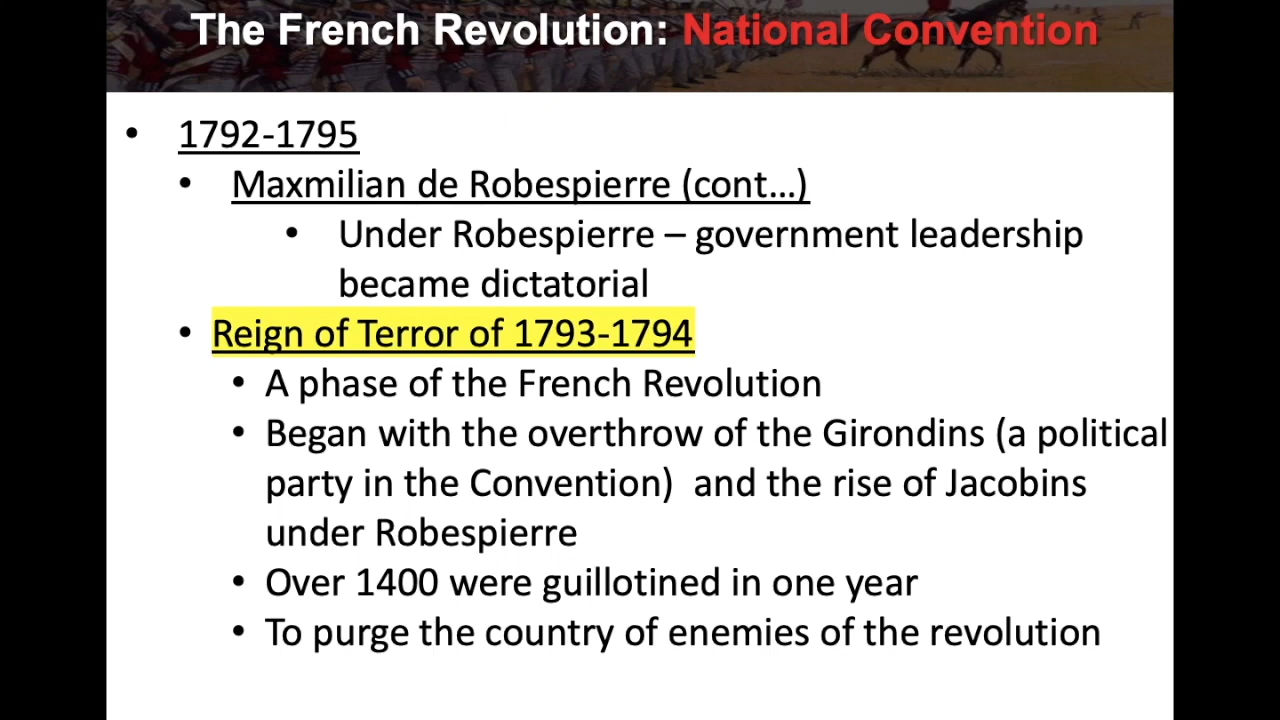 The French Revolution: National Convention
• 1792-1795
• Maxmilian de Robespierre (cont…)
• Under Robespierre – government leadership
became dictatorial
• Reign of Terror of 1793-1794
• A phase of the French Revolution
• Began with the overthrow of the Girondins (a political
party in the Convention)  and the rise of Jacobins
under Robespierre
• Over 1400 were guillotined in one year
• To purge the country of enemies of the revolution